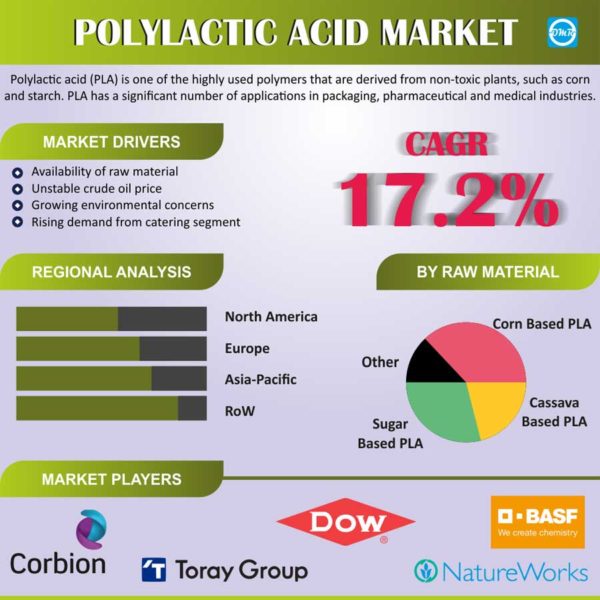 POLYLACTIC ACID MARKET
OMR
Polylactic acid (PLA) is one of the highly used polymers that are derived from non-toxic plants, such as corn
and starch. PLA has a significant number of applications in packaging, pharmaceutical and medical industries.
MARKET DRIVERS
Availability of raw material
Unstable crude oil price
Growing environmental concerns
Rising demand from catering segment
CAGR
17.2%
REGIONAL ANALYSIS
North America
Europe
Asia-Pacific
RoW
BY RAW MATERIAL
Corn Based PLA
Other
Cassava
Based PLA
Sugar
Based PLA
MARKET PLAYERS
Corbion
Toray Group
Dow
®
BASF
We create chemistry
NatureWorks